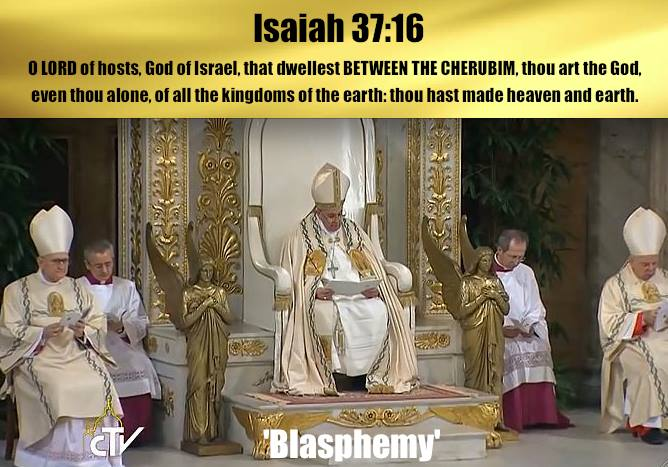 Isaiah 37:16
O LORD of hosts, God of Israel, that dwellest BETWEEN THE CHERUBIM, thou art the God,
even thou alone, of all the kingdoms of the earth: thou hast made heaven and earth.
cTV
'Blasphemy'